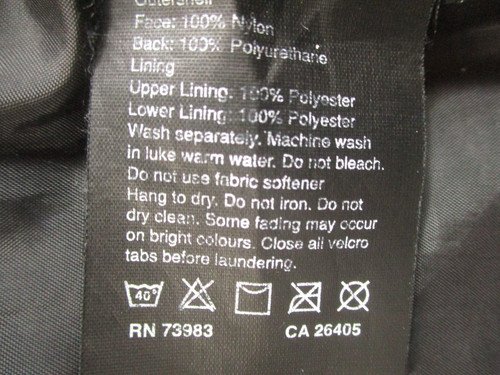 Outershell
Face: 100% Nylon
Back: 100% Polyurethane
Lining
Upper Lining: 100% Polyester
Lower Lining: 100% Polyester
Wash separately. Machine wash
in luke warm water. Do not bleach.
Do not use fabric softener
Hang to dry. Do not iron. Do not
dry clean. Some fading may occur
on bright colours. Close all velcro
tabs before laundering.
40°
RN 73983 CA 26405